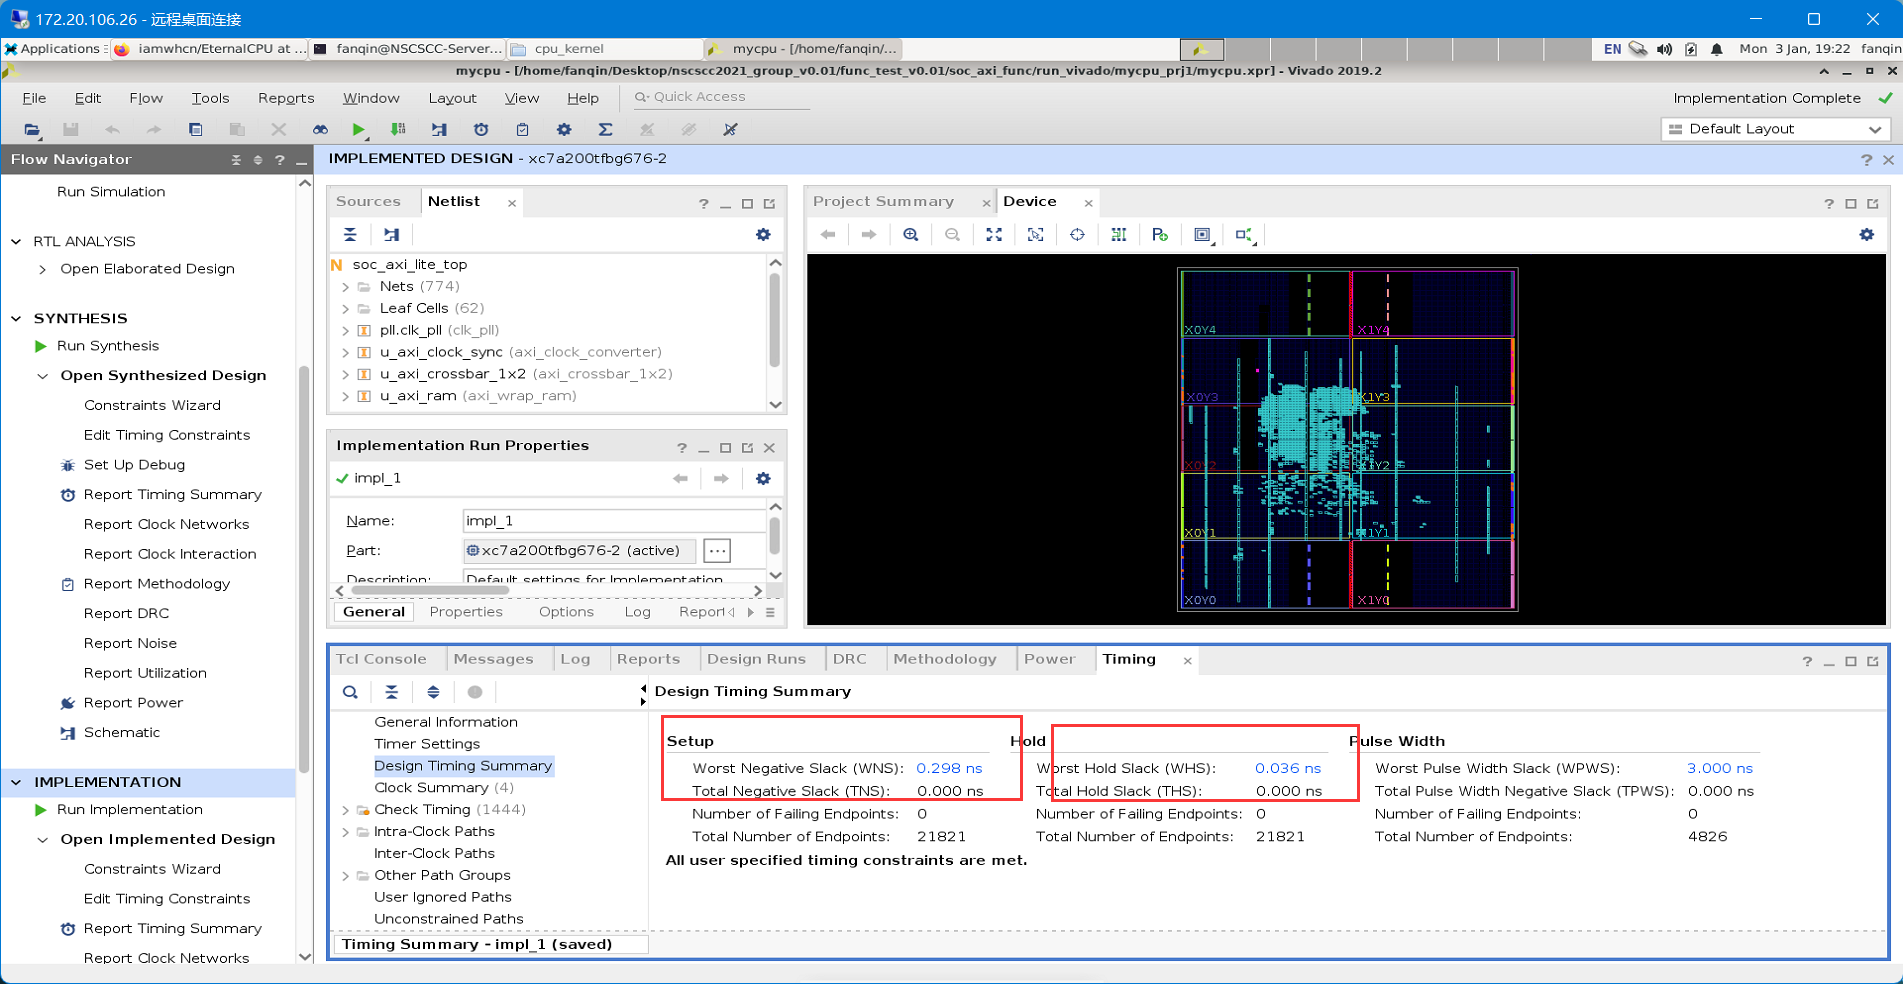 172.20.106.26 - 远程桌面连接
Applications
iamwhcn/EternalCPU at ...
fanqin@NSCSCC-Server...
cpu_kernel
mycpu - [/home/fanqin/...
EN
Mon 3 Jan, 19:22
fanqin
mycpu - [/home/fanqin/Desktop/nscscc2021_group_v0.01/func_test_v0.01/soc_axi_func/run_vivado/mycpu_prj1/mycpu.xpr] - Vivado 2019.2
File Edit Flow Tools Reports Window Layout View Help
Quick Access
Implementation Complete
Default Layout
Flow Navigator
IMPLEMENTED DESIGN - xc7a200tfbg676-2
Run Simulation
RTL ANALYSIS
Open Elaborated Design
SYNTHESIS
Run Synthesis
Open Synthesized Design
Constraints Wizard
Edit Timing Constraints
Set Up Debug
Report Timing Summary
Report Clock Networks
Report Clock Interaction
Report Methodology
Report DRC
Report Noise
Report Utilization
Report Power
Schematic
IMPLEMENTATION
Run Implementation
Open Implemented Design
Constraints Wizard
Edit Timing Constraints
Report Timing Summary
Report Clock Networks
Sources
Netlist
soc_axi_lite_top
Nets (774)
Leaf Cells (62)
pll.clk_pll (clk_pll)
u_axi_clock_sync (axi_clock_converter)
u_axi_crossbar_1x2 (axi_crossbar_1x2)
u_axi_ram (axi_wrap_ram)
Implementation Run Properties
impl_1
Name: impl_1
Part: xc7a200tfbg676-2 (active)
Description: Default settings for Implementation
General Properties Options Log Report
Project Summary
Device
X0Y4 X1Y4
X0Y3 X1Y3
X0Y2 X1Y2
X0Y1 X1Y1
X0Y0 X1Y0
Tcl Console Messages Log Reports Design Runs DRC Methodology Power Timing
Design Timing Summary
General Information
Timer Settings
Design Timing Summary
Clock Summary (4)
Check Timing (1444)
Intra-Clock Paths
Inter-Clock Paths
Other Path Groups
User Ignored Paths
Unconstrained Paths
Timing Summary - impl_1 (saved)
Setup Hold Pulse Width
Worst Negative Slack (WNS): 0.298 ns Worst Hold Slack (WHS): 0.036 ns Worst Pulse Width Slack (WPWS): 3.000 ns
Total Negative Slack (TNS): 0.000 ns Total Hold Slack (THS): 0.000 ns Total Pulse Width Negative Slack (TPWS): 0.000 ns
Number of Failing Endpoints: 0 Number of Failing Endpoints: 0 Number of Failing Endpoints: 0
Total Number of Endpoints: 21821 Total Number of Endpoints: 21821 Total Number of Endpoints: 4826
All user specified timing constraints are met.